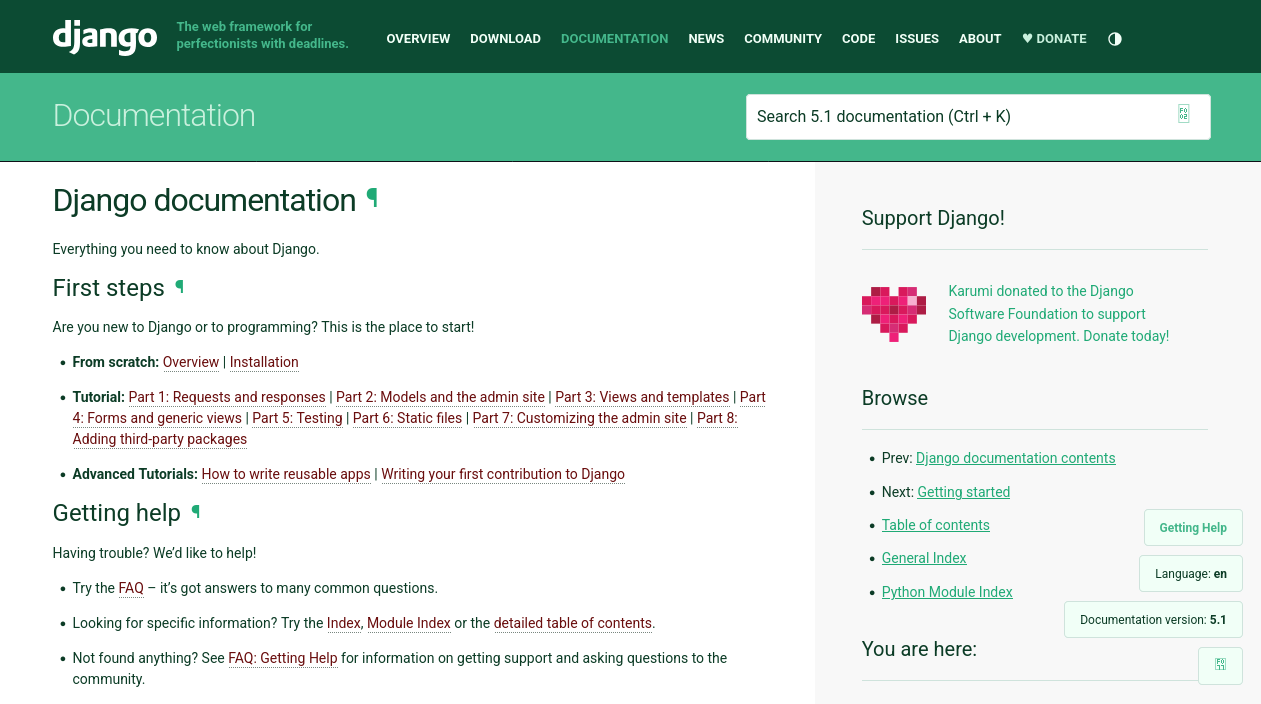 django
The web framework for
perfectionists with deadlines.
OVERVIEW DOWNLOAD DOCUMENTATION NEWS COMMUNITY CODE ISSUES ABOUT ♥ DONATE
Documentation
Search 5.1 documentation (Ctrl + K)
Django documentation ¶
Everything you need to know about Django.
First steps ¶
Are you new to Django or to programming? This is the place to start!
• From scratch: Overview | Installation
• Tutorial: Part 1: Requests and responses | Part 2: Models and the admin site | Part 3: Views and templates | Part
4: Forms and generic views | Part 5: Testing | Part 6: Static files | Part 7: Customizing the admin site | Part 8:
Adding third-party packages
• Advanced Tutorials: How to write reusable apps | Writing your first contribution to Django
Getting help ¶
Having trouble? We’d like to help!
• Try the FAQ – it’s got answers to many common questions.
• Looking for specific information? Try the Index, Module Index or the detailed table of contents.
• Not found anything? See FAQ: Getting Help for information on getting support and asking questions to the
community.
Support Django!
Karumi donated to the Django
Software Foundation to support
Django development. Donate today!
Browse
• Prev: Django documentation contents
• Next: Getting started
• Table of contents
• General Index
• Python Module Index
You are here:
Getting Help
Language: en
Documentation version: 5.1